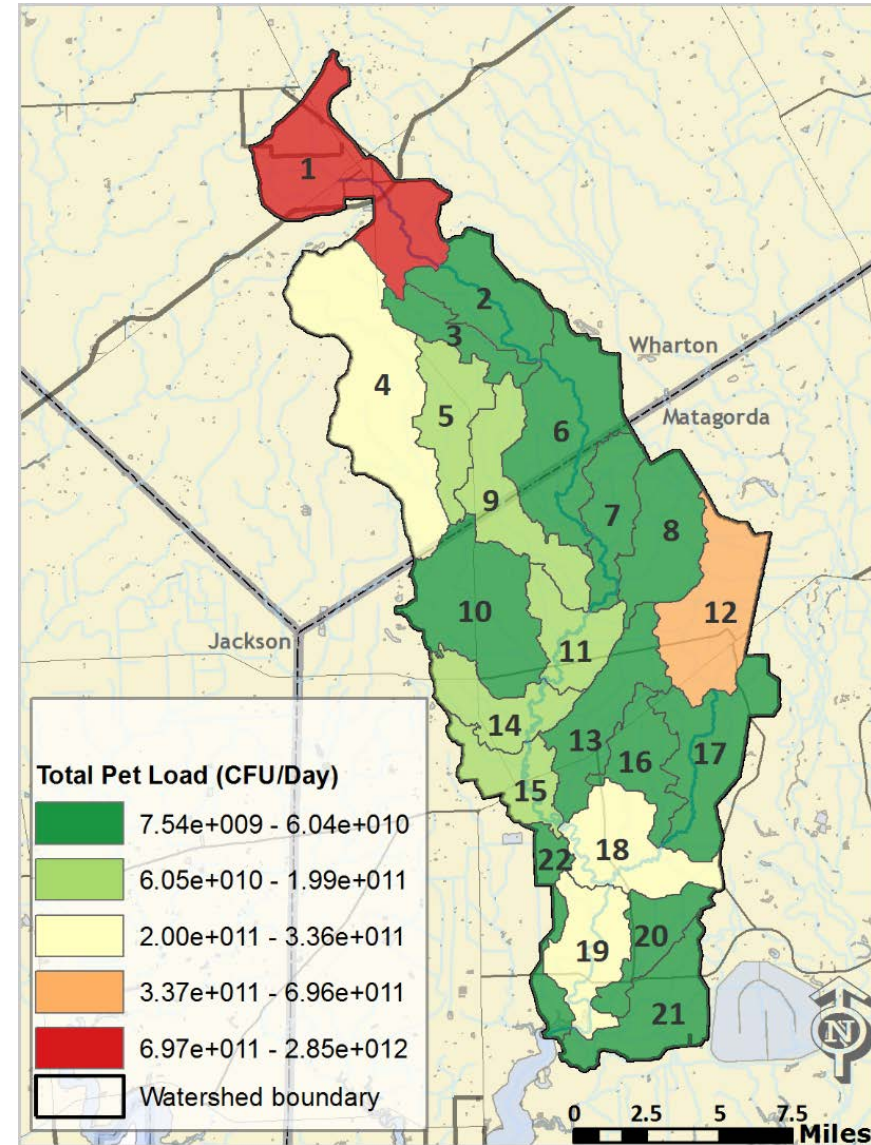 1
2
3
Wharton
4
5
6
Matagorda
9
7
8
10
12
Jackson
11
14
13
16
17
15
18
22
20
19
21
Total Pet Load (CFU/Day)
7.54e+009 - 6.04e+010
6.05e+010 - 1.99e+011
2.00e+011 - 3.36e+011
3.37e+011 - 6.96e+011
6.97e+011 - 2.85e+012
Watershed boundary
N
0 2.5 5 7.5
Miles